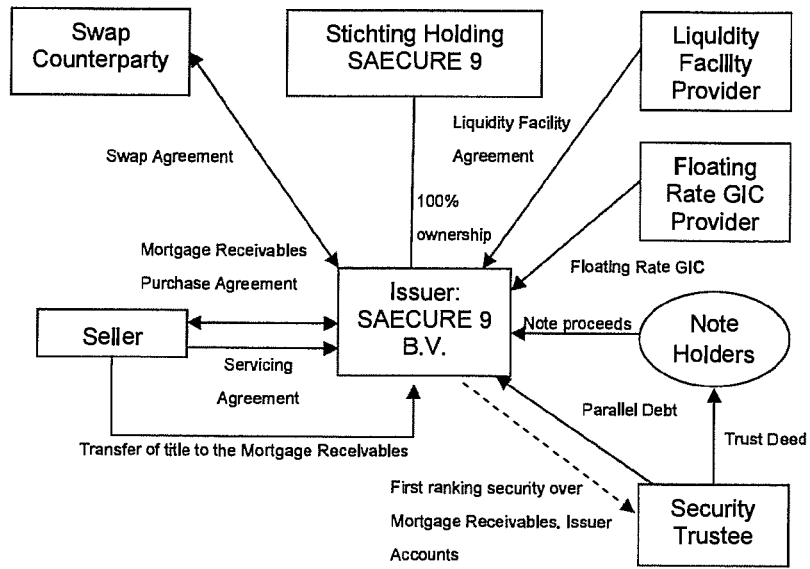 Swap
Counterparty
Stichting Holding
SAECURE 9
Liquidity
Facility
Provider
Liquidity Facility
Agreement
Swap Agreement
Floating
Rate GIC
Provider
100%
ownership
Mortgage Receivables
Purchase Agreement
Floating Rate GIC
Issuer:
SAECURE 9
B.V.
Seller
Note proceeds
Note
Holders
Servicing
Agreement
Parallel Debt
Trust Deed
Transfer of title to the Mortgage Receivables
First ranking security over
Mortgage Receivables, Issuer
Accounts
Security
Trustee